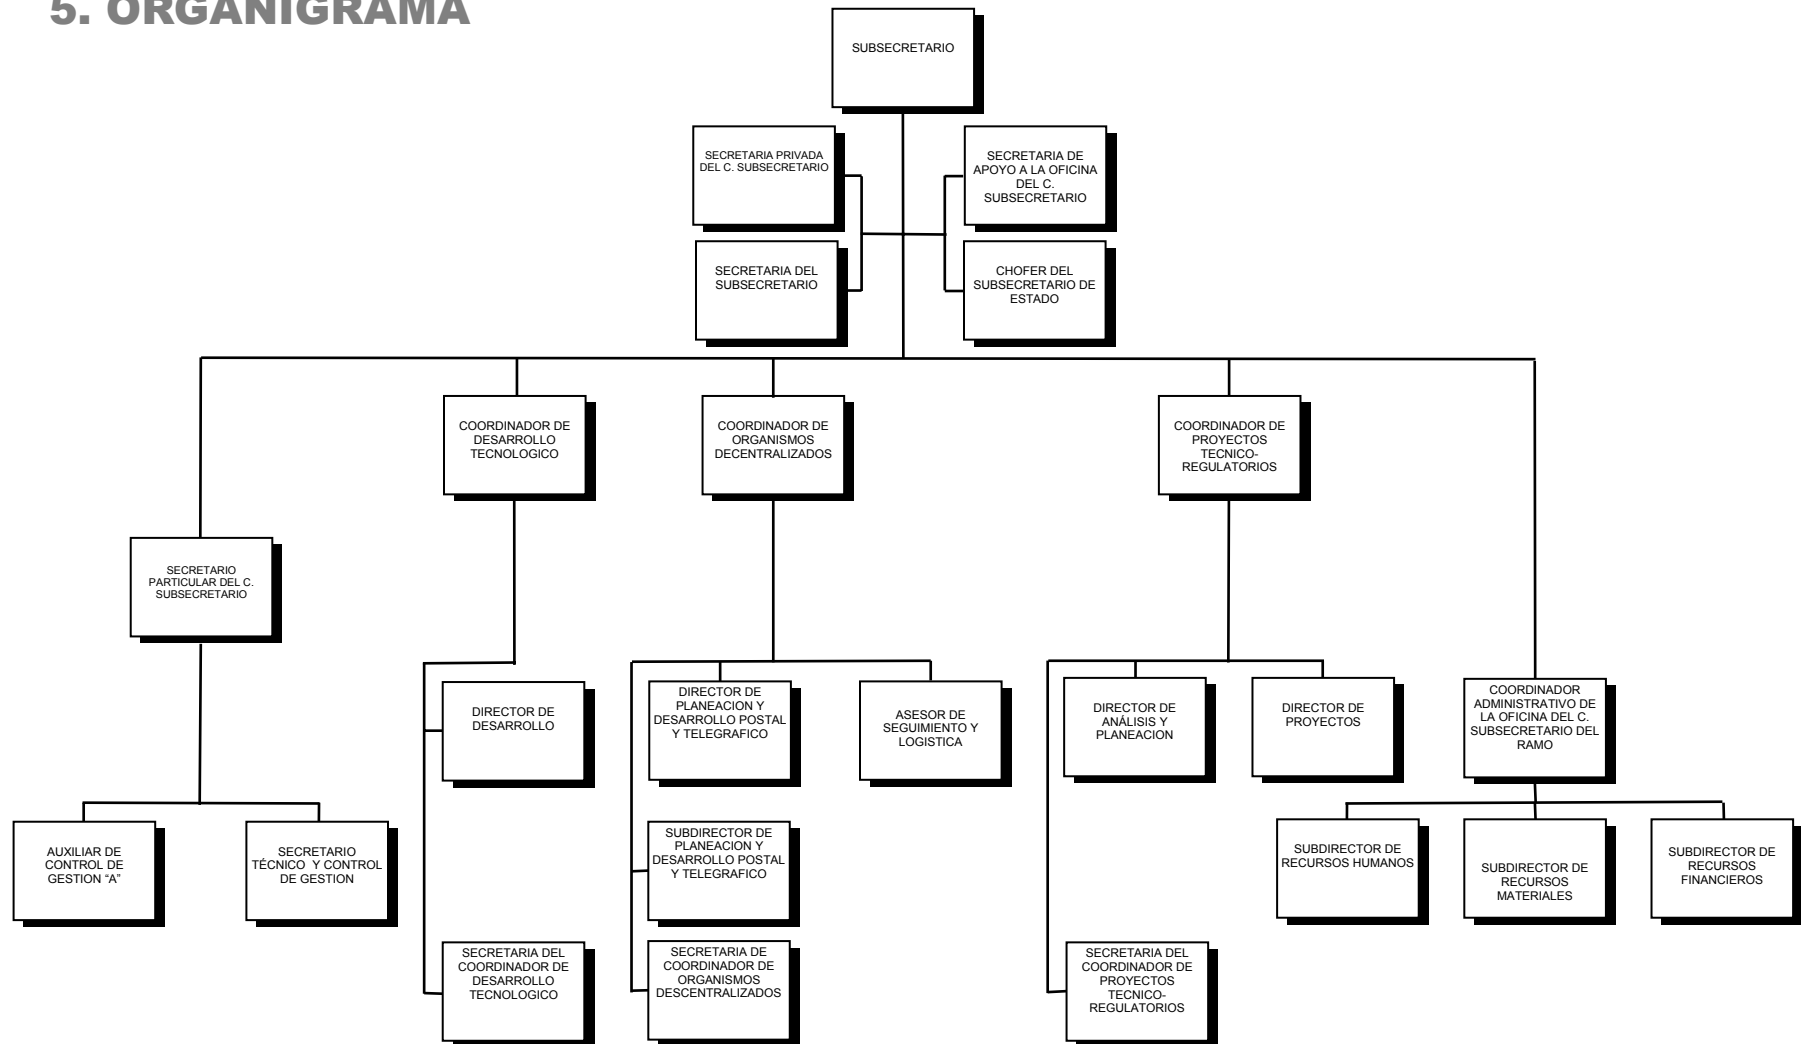 5. ORGANIGRAMA
SUBSECRETARIO
SECRETARIA PRIVADA
DEL C. SUBSECRETARIO
SECRETARIA DE
APOYO A LA OFICINA
DEL C.
SUBSECRETARIO
SECRETARIA DEL
SUBSECRETARIO
CHOFER DEL
SUBSECRETARIO DE
ESTADO
COORDINADOR DE
DESARROLLO
TECNOLOGICO
COORDINADOR DE
ORGANISMOS
DECENTRALIZADOS
COORDINADOR DE
PROYECTOS
TECNICO-
REGULATORIOS
SECRETARIO
PARTICULAR DEL C.
SUBSECRETARIO
DIRECTOR DE
DESARROLLO
DIRECTOR DE
PLANEACION Y
DESARROLLO POSTAL
Y TELEGRAFICO
ASESOR DE
SEGUIMIENTO Y
LOGISTICA
DIRECTOR DE
ANÁLISIS Y
PLANEACION
DIRECTOR DE
PROYECTOS
COORDINADOR
ADMINISTRATIVO DE
LA OFICINA DEL C.
SUBSECRETARIO DEL
RAMO
AUXILIAR DE
CONTROL DE
GESTION “A”
SECRETARIO
TÉCNICO  Y CONTROL
DE GESTION
SUBDIRECTOR DE
PLANEACION Y
DESARROLLO POSTAL
Y TELEGRAFICO
SUBDIRECTOR DE
RECURSOS HUMANOS
SUBDIRECTOR DE
RECURSOS
MATERIALES
SUBDIRECTOR DE
RECURSOS
FINANCIEROS
SECRETARIA DEL
COORDINADOR DE
DESARROLLO
TECNOLOGICO
SECRETARIA DE
COORDINADOR DE
ORGANISMOS
DESCENTRALIZADOS
SECRETARIA DEL
COORDINADOR DE
PROYECTOS
TECNICO-
REGULATORIOS